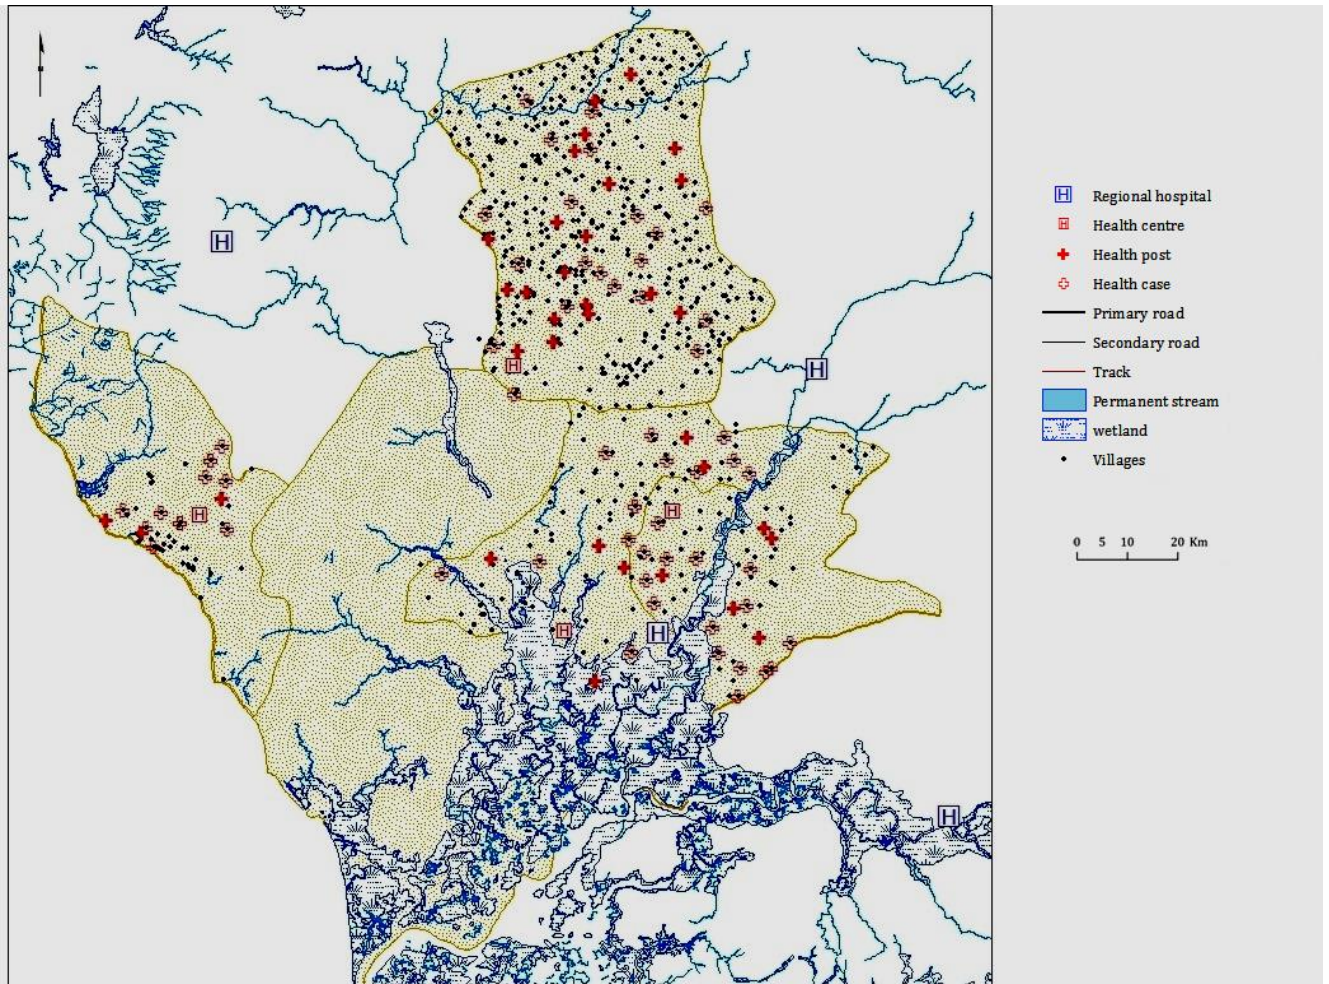 H
H
H
H
H
H
H
H
H Regional hospital
H Health centre
Health post
Health case
Primary road
Secondary road
Track
Permanent stream
wetland
Villages
0 5 10 20 Km